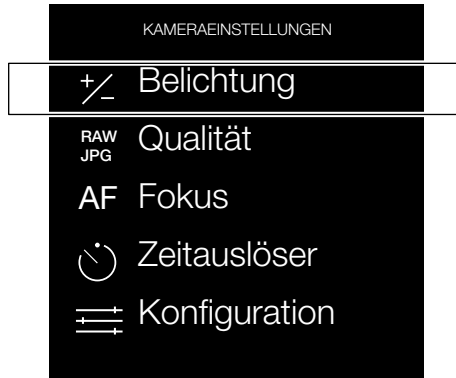 KAMERAEINSTELLUNGEN
+/- Belichtung
RAW JPG Qualität
AF Fokus
Zeitauslöser
Konfiguration